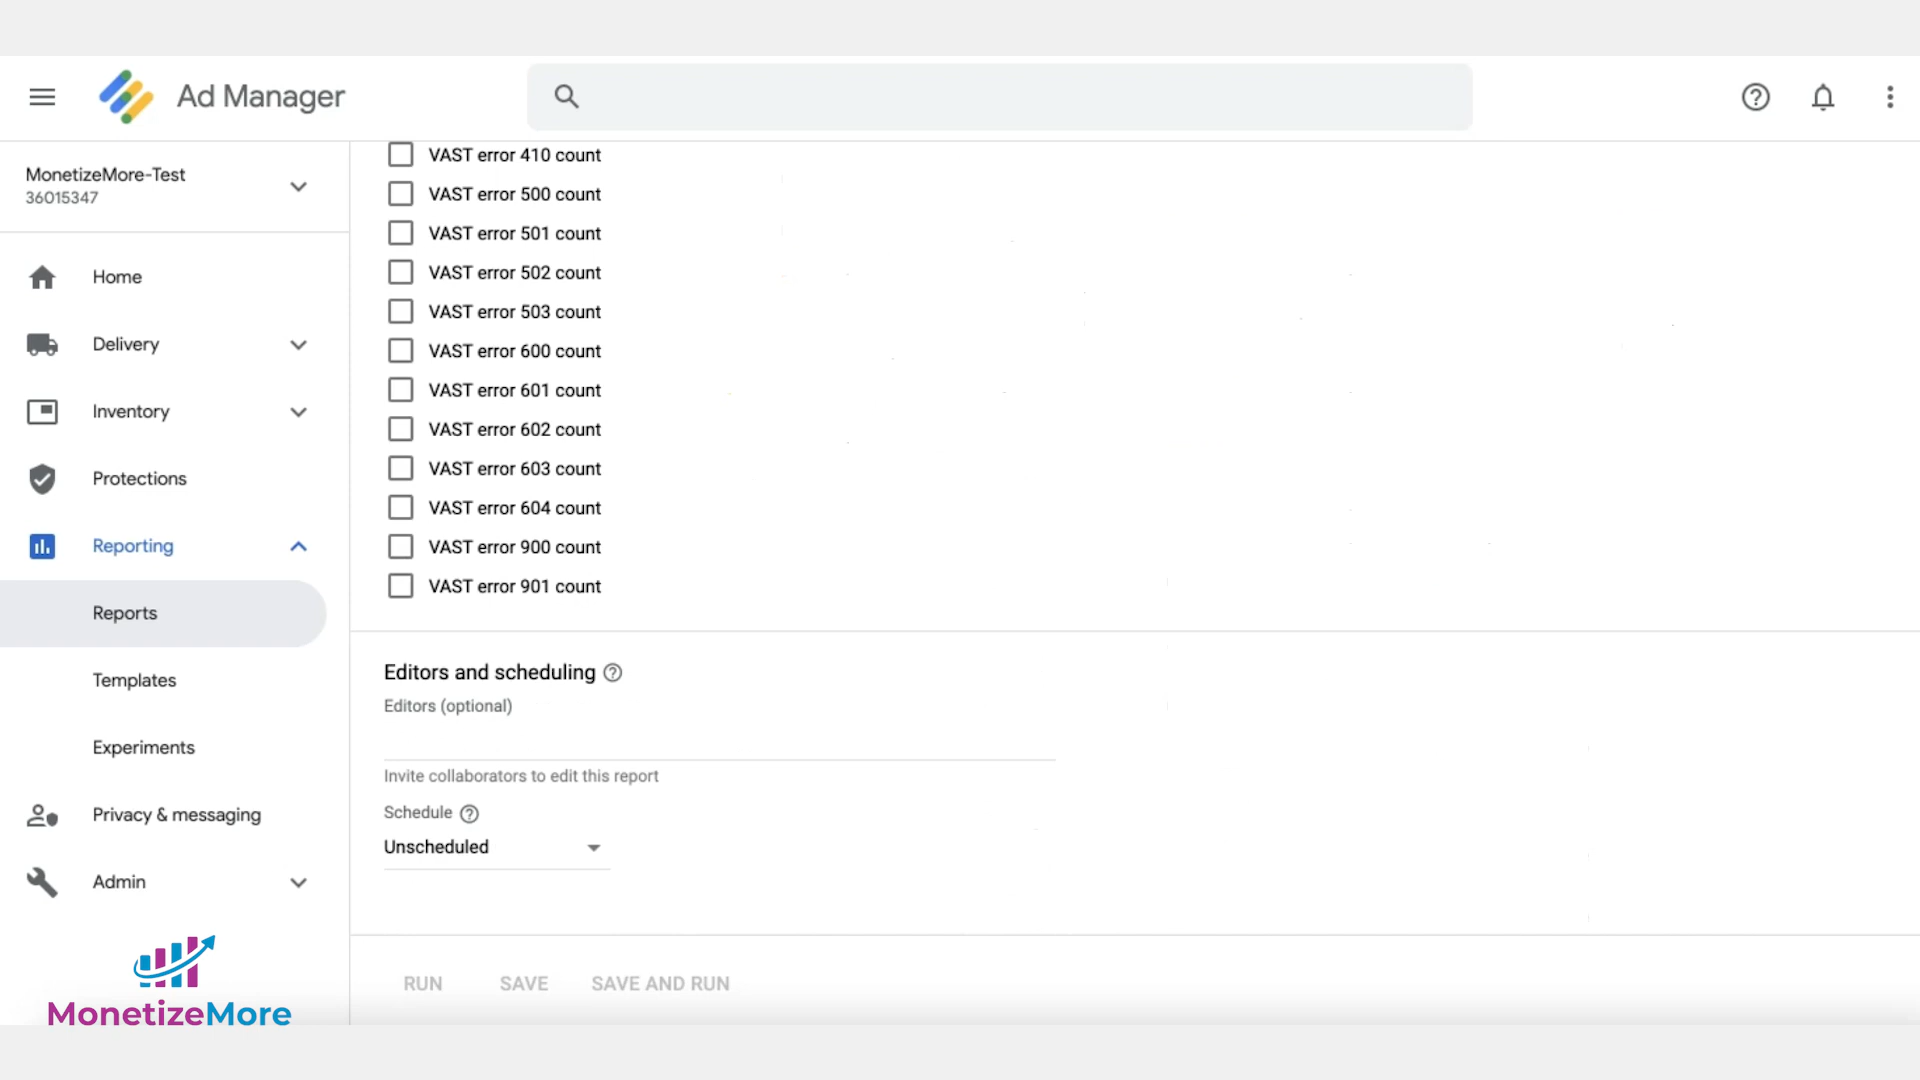 Ad Manager
MonetizeMore-Test
36015347
Home
Delivery
Inventory
Protections
Reporting
Reports
Templates
Experiments
Privacy & messaging
Admin
MonetizeMore
VAST error 410 count
VAST error 500 count
VAST error 501 count
VAST error 502 count
VAST error 503 count
VAST error 600 count
VAST error 601 count
VAST error 602 count
VAST error 603 count
VAST error 604 count
VAST error 900 count
VAST error 901 count
Editors and scheduling
Editors (optional)
Invite collaborators to edit this report
Schedule
Unscheduled
RUN SAVE SAVE AND RUN